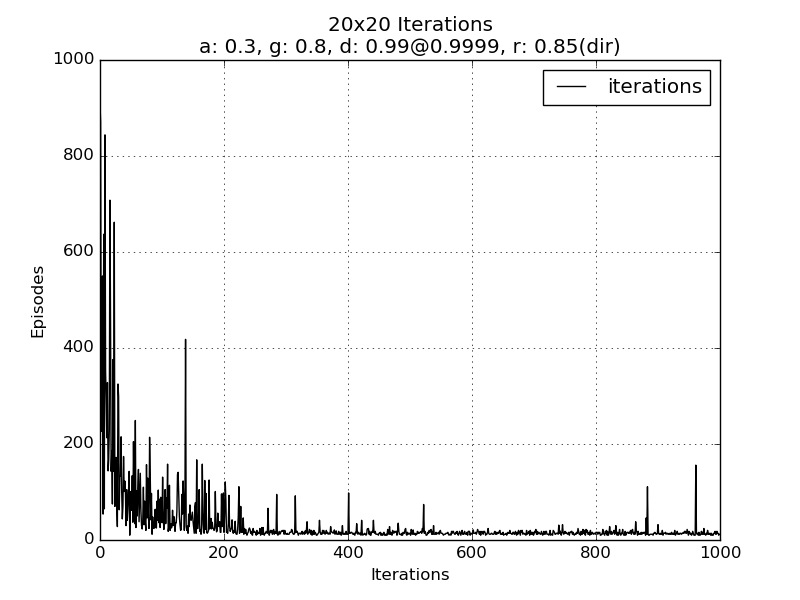 20x20 Iterations
a: 0.3, g: 0.8, d: 0.99@0.9999, r: 0.85(dir)
1000
iterations
800
600
Episodes
400
200
0
0 200 400 600 800 1000
Iterations